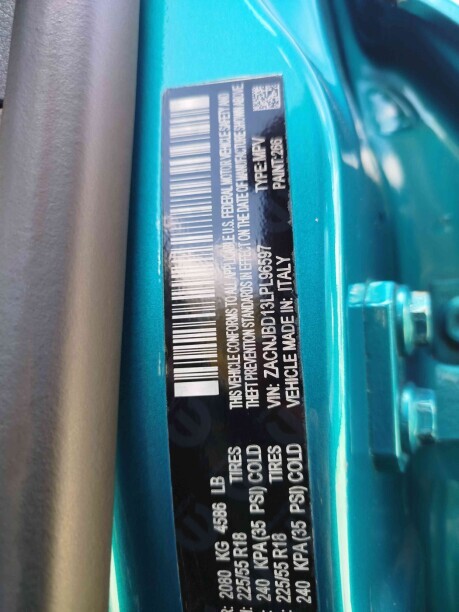 THIS VEHICLE CONFORMS TO ALL APPLICABLE U.S. FEDERAL MOTOR VEHICLE SAFETY AND
THEFT PREVENTION STANDARDS IN EFFECT ON THE DATE OF MANUFACTURE SHOWN ABOVE
VIN: ZACNJBD13LPL96597 TYPE:MPV
VEHICLE MADE IN: ITALY PAINT:266
2080 KG 4586 LB
225/55 R18 TIRES
240 KPA(35 PSI) COLD
225/55 R18 TIRES
240 KPA(35 PSI) COLD